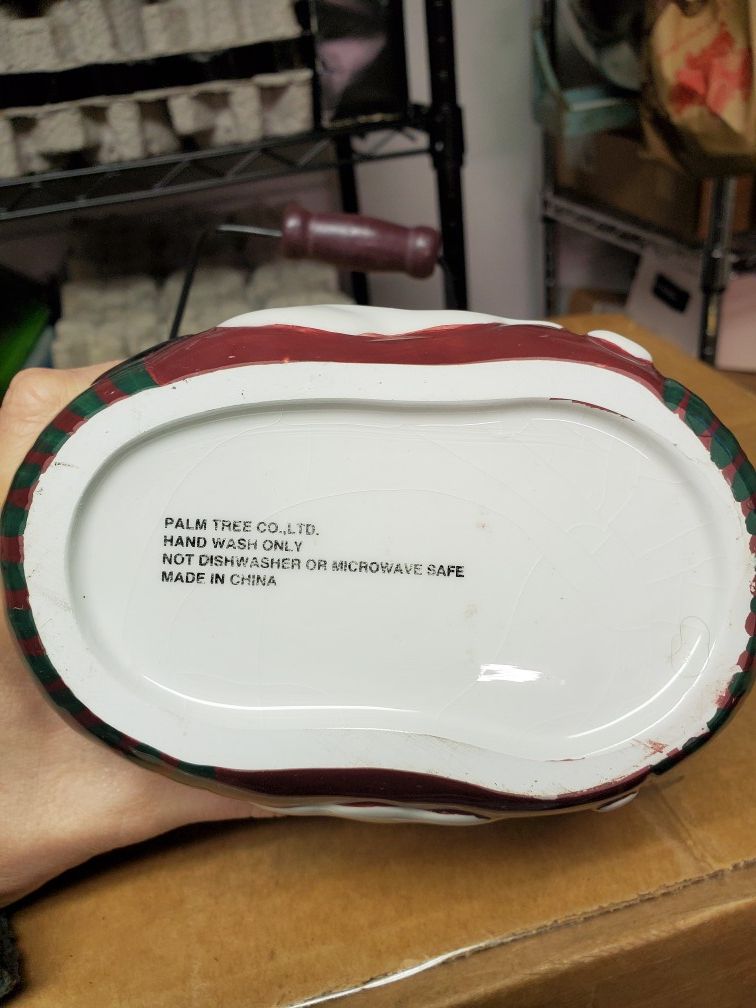 PALM TREE CO.,LTD.
HAND WASH ONLY
NOT DISHWASHER OR MICROWAVE SAFE
MADE IN CHINA